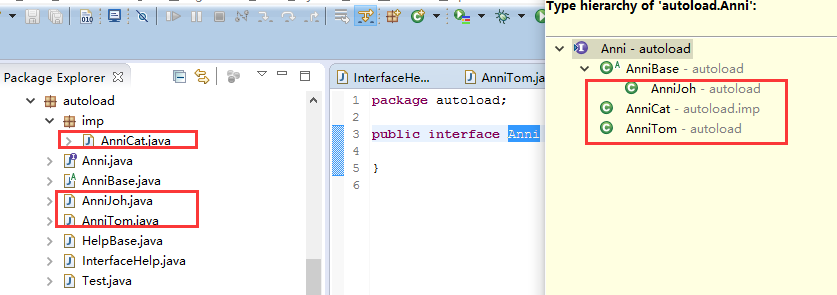 Package Explorer
autoload
imp
AnniCat.java
Anni.java
AnniBase.java
AnniJoh.java
AnniTom.java
HelpBase.java
InterfaceHelp.java
Test.java
InterfaceHe...
AnniTom.ja
1 package autoload;
2
3 public interface Anni
4
5 }
6
Type hierarchy of 'autoload.Anni':
Anni - autoload
AnniBase - autoload
AnniJoh - autoload
AnniCat - autoload.imp
AnniTom - autoload